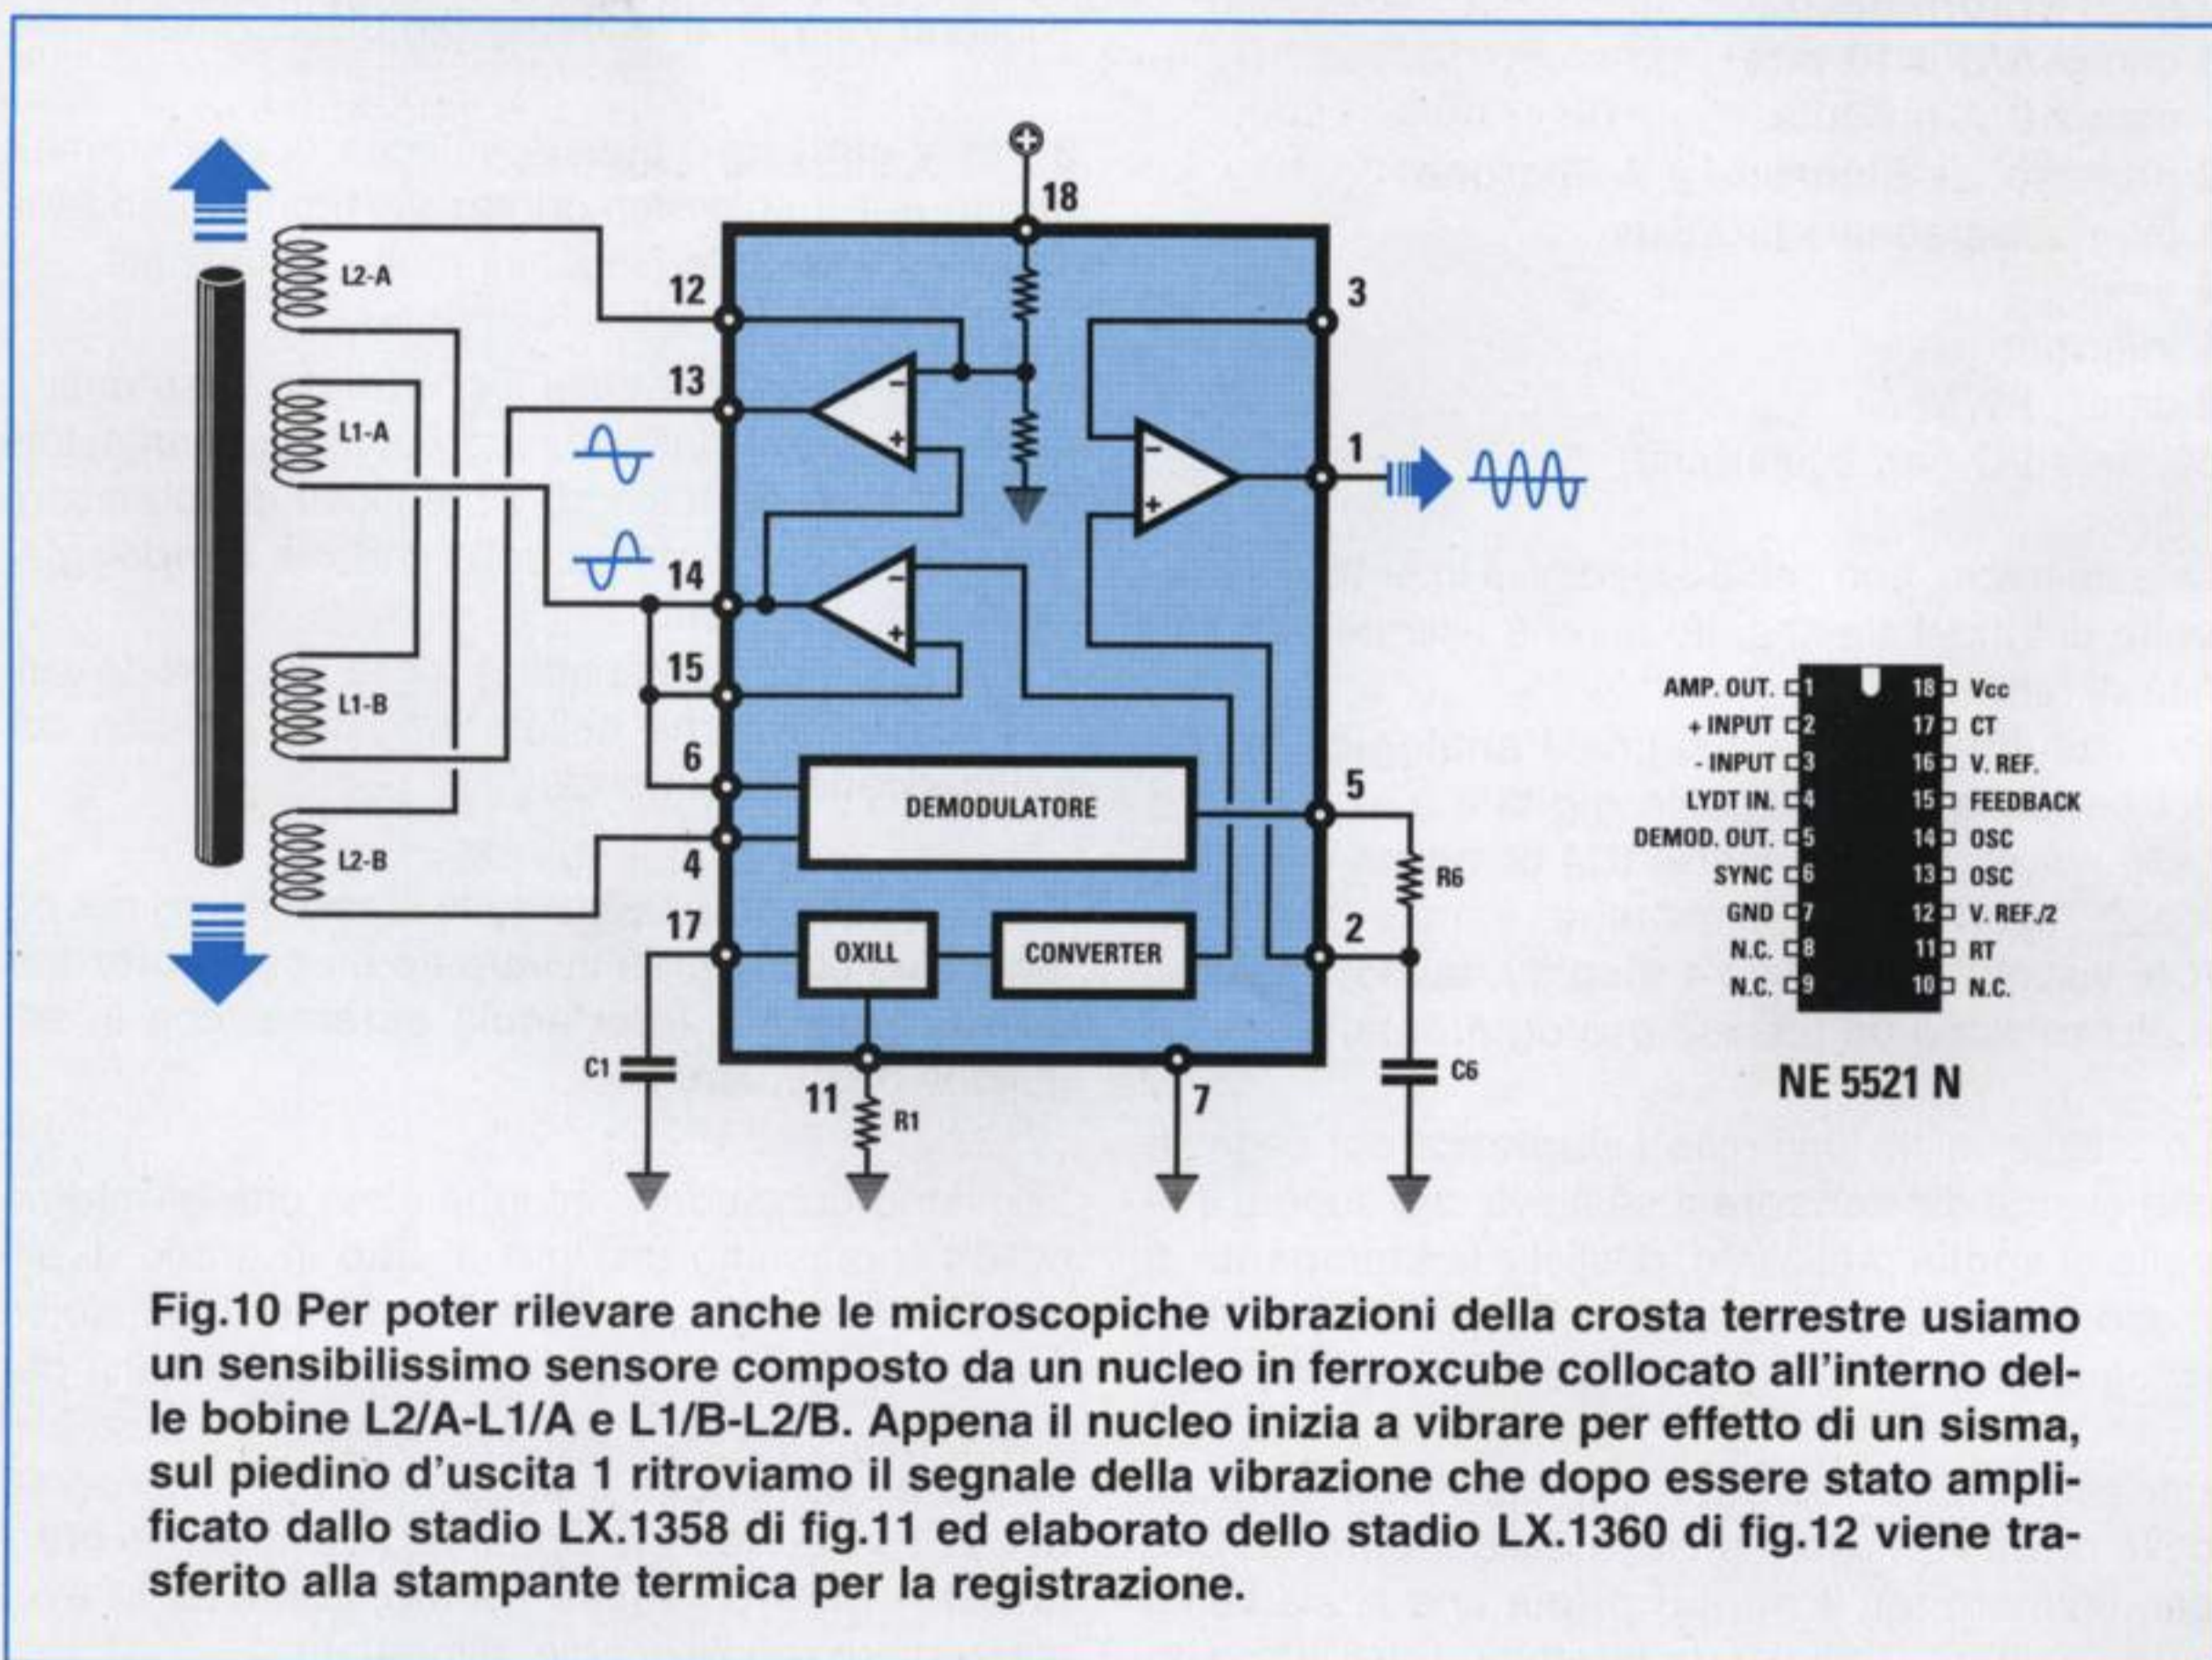 18
12
3
L2-A
13
L1-A
1
14
15
AMP. OUT. 1 18 Vcc
+ INPUT 2 17 CT
L1-B
- INPUT 3 16 V. REF.
6
5
LYDT IN. 4 15 FEEDBACK
DEMODULATORE
DEMOD. OUT. 5 14 OSC
L2-B
4
R6
SYNC 6 13 OSC
17
2
GND 7 12 V. REF./2
OXILL
CONVERTER
N.C. 8 11 RT
N.C. 9 10 N.C.
C1
C6
NE 5521 N
11
R1
7
Fig.10 Per poter rilevare anche le microscopiche vibrazioni della crosta terrestre usiamo
un sensibilissimo sensore composto da un nucleo in ferroxcube collocato all'interno del-
le bobine L2/A-L1/A e L1/B-L2/B. Appena il nucleo inizia a vibrare per effetto di un sisma,
sul piedino d'uscita 1 ritroviamo il segnale della vibrazione che dopo essere stato ampli-
ficato dallo stadio LX.1358 di fig.11 ed elaborato dello stadio LX.1360 di fig.12 viene tra-
sferito alla stampante termica per la registrazione.